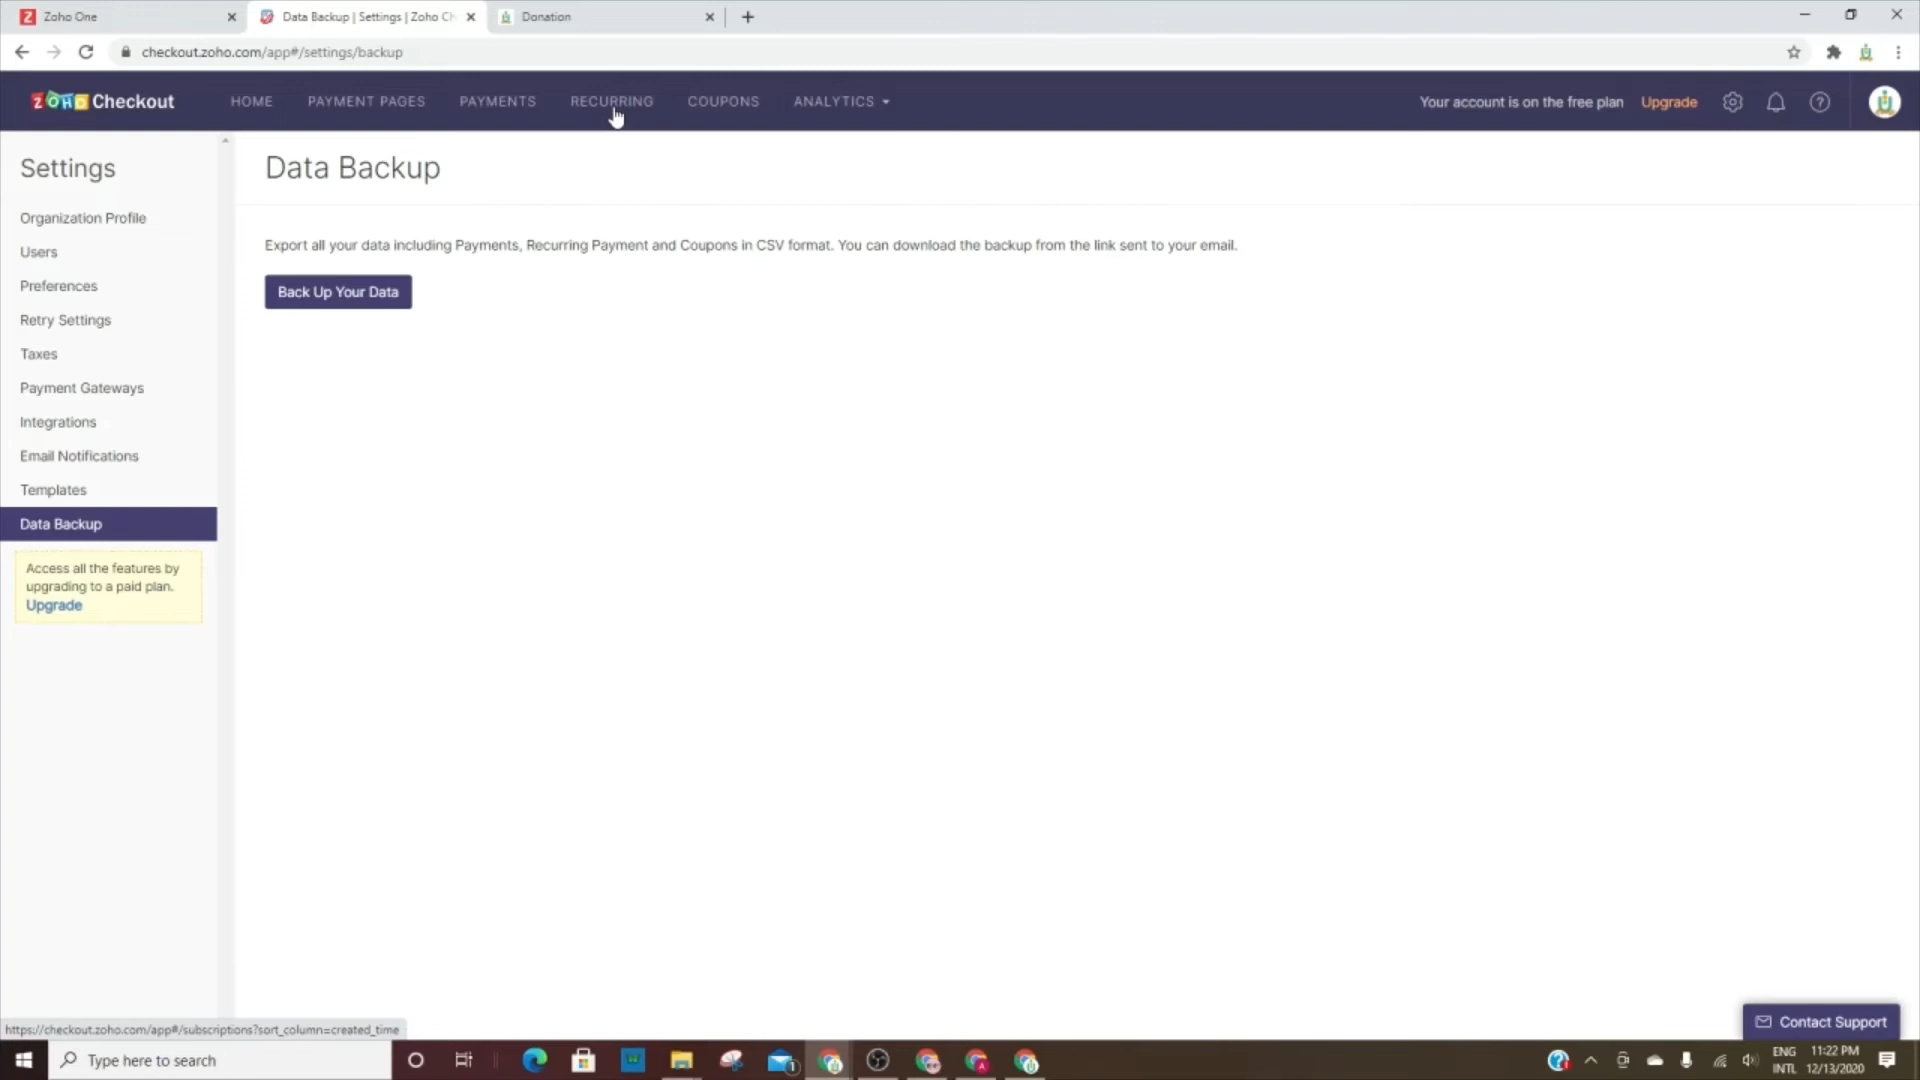 Zoho One
Data Backup | Settings | Zoho Ch
Donation
checkout.zoho.com/app#/settings/backup
ZOHO Checkout
HOME
PAYMENT PAGES
PAYMENTS
RECURRING
COUPONS
ANALYTICS
Your account is on the free plan Upgrade
Settings
Organization Profile
Users
Preferences
Retry Settings
Taxes
Payment Gateways
Integrations
Email Notifications
Templates
Data Backup
Access all the features by
upgrading to a paid plan.
Upgrade
Data Backup
Export all your data including Payments, Recurring Payment and Coupons in CSV format. You can download the backup from the link sent to your email.
Back Up Your Data
Contact Support
https://checkout.zoho.com/app#/subscriptions?sort_column=created_time
Type here to search
1
ENG
INTL
11:22 PM
12/13/2020